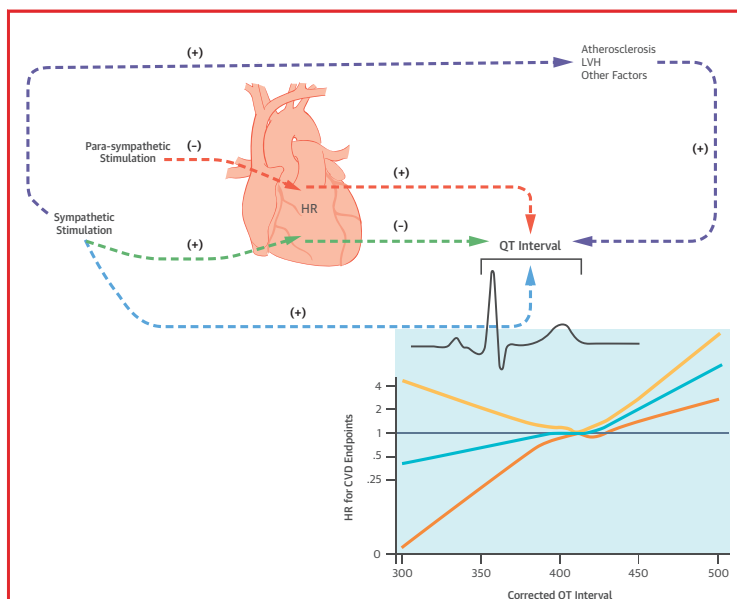 (+)
Atherosclerosis
LVH
Other Factors
Para-sympathetic
Stimulation
(-)
(+)
(+)
HR
Sympathetic
Stimulation
(+)
(-)
QT Interval
(+)
HR for CVD Endpoints
4
2
1
.5
.25
0
300
350
400
450
500
Corrected QT Interval